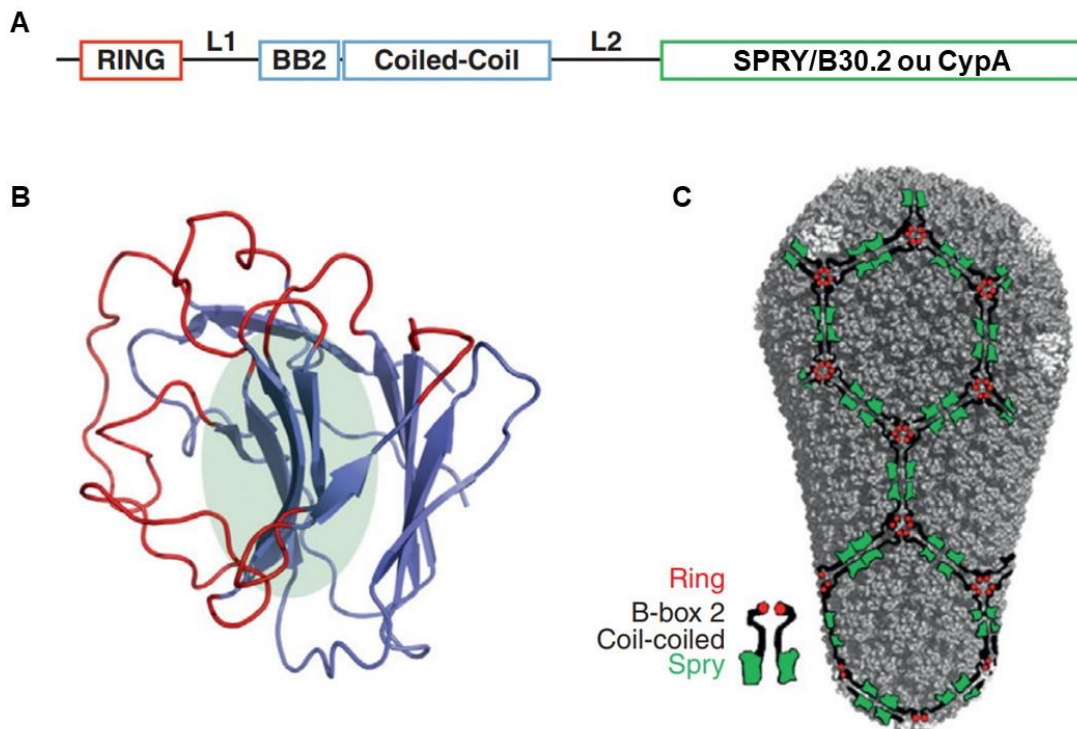 A
RING
L1
BB2
Coiled-Coil
L2
SPRY/B30.2 ou CypA
B
C
Ring
B-box 2
Coil-coiled
Spry